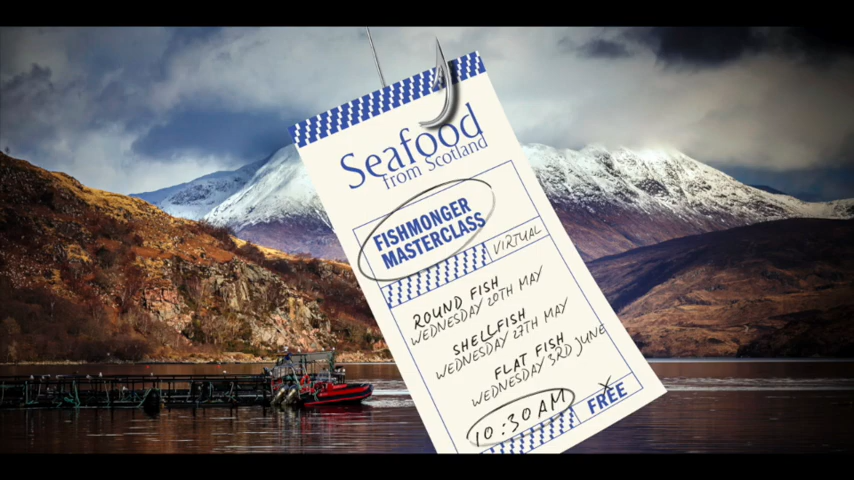 Seafood
from Scotland
FISHMONGER
MASTERCLASS
VIRTUAL
ROUND FISH
WEDNESDAY 20TH MAY
SHELLFISH
WEDNESDAY 27TH MAY
FLAT FISH
WEDNESDAY 3RD JUNE
10:30AM
FREE